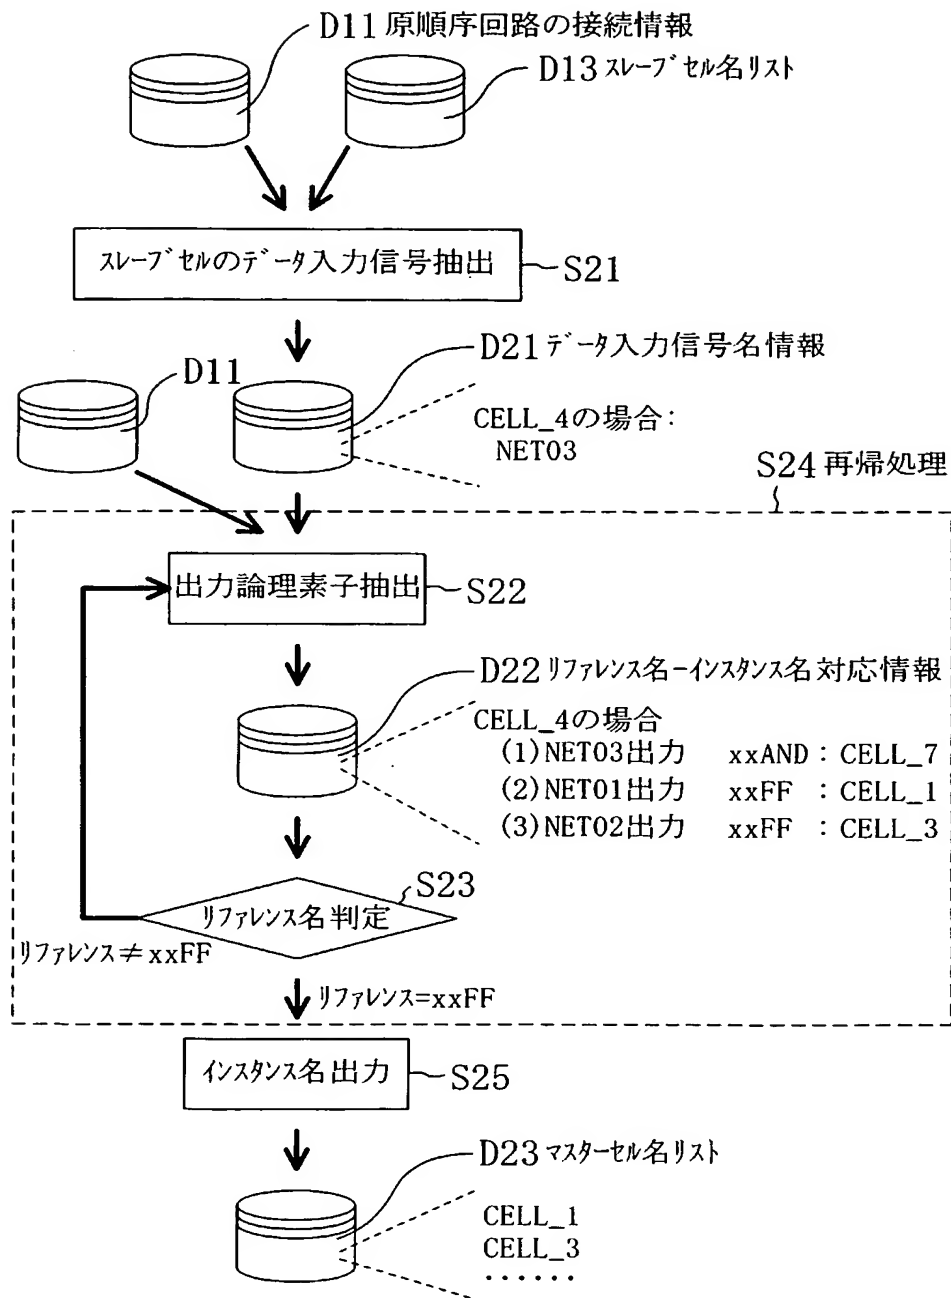 D11 原順序回路の接続情報
D13 ｽﾚｰﾌﾞｾﾙ名ﾘｽﾄ
ｽﾚｰﾌﾞｾﾙのﾃﾞｰﾀ入力信号抽出
S21
D21 ﾃﾞｰﾀ入力信号名情報
D11
CELL_4の場合:
NET03
S24 再帰処理
出力論理素子抽出
S22
D22 ﾘﾌｧﾚﾝｽ名-ｲﾝｽﾀﾝｽ名対応情報
CELL_4の場合
(1)NET03出力 xxAND : CELL_7
(2)NET01出力 xxFF : CELL_1
(3)NET02出力 xxFF : CELL_3
S23
ﾘﾌｧﾚﾝｽ名判定
ﾘﾌｧﾚﾝｽ≠xxFF
ﾘﾌｧﾚﾝｽ=xxFF
ｲﾝｽﾀﾝｽ名出力
S25
D23 ﾏｽﾀｰｾﾙ名ﾘｽﾄ
CELL_1
CELL_3
······